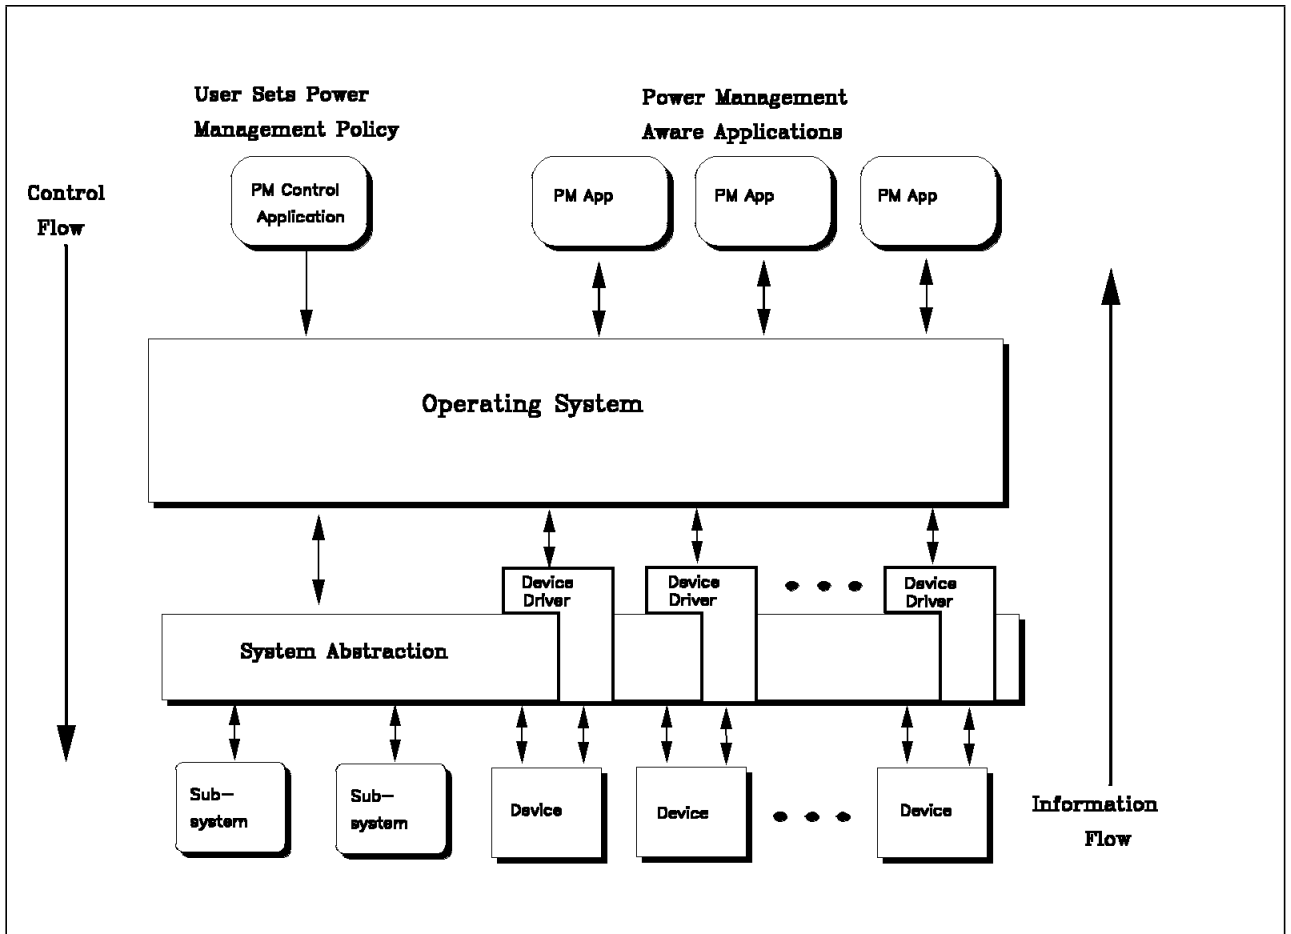 User Sets Power
Management Policy
Power Management
Aware Applications
Control
Flow
PM Control
Application
PM App
PM App
PM App
Operating System
Device
Driver
Device
Driver
Device
Driver
System Abstraction
Sub-
system
Sub-
system
Device
Device
Device
Information
Flow